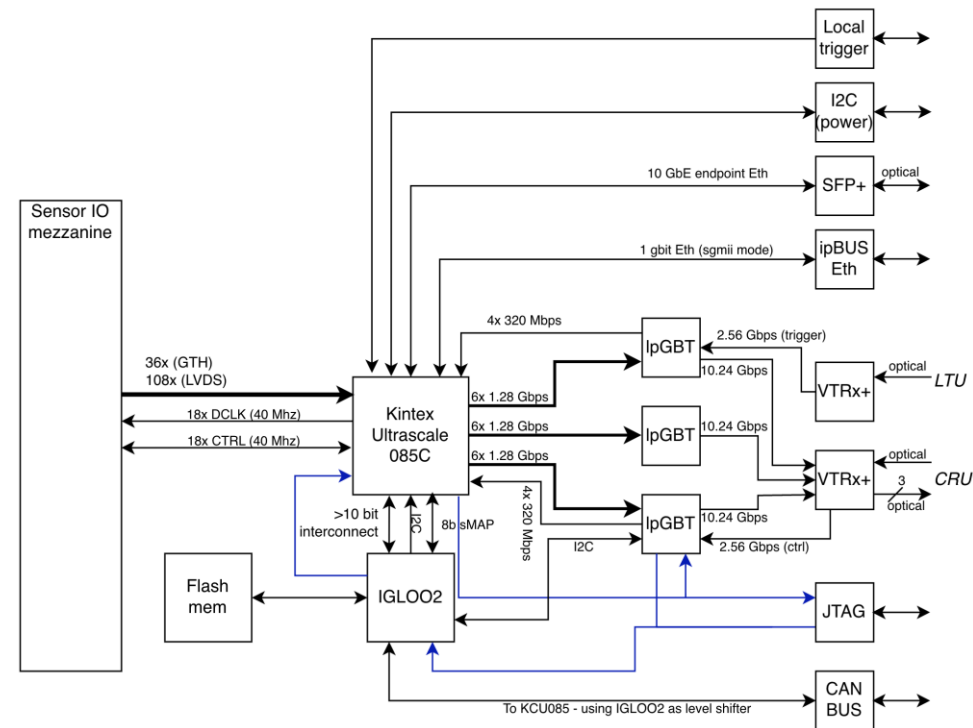 Local
trigger
I2C
(power)
10 GbE endpoint Eth
SFP+
optical
Sensor IO
mezzanine
1 gbit Eth (sgmii mode)
ipBUS
Eth
4x 320 Mbps
lpGBT
2.56 Gbps (trigger)
10.24 Gbps
optical
LTU
VTRx+
36x (GTH)
108x (LVDS)
18x DCLK (40 Mhz)
18x CTRL (40 Mhz)
Kintex
Ultrascale
085C
6x 1.28 Gbps
6x 1.28 Gbps
6x 1.28 Gbps
lpGBT
10.24 Gbps
optical
VTRx+
CRU
3
optical
4x 320
Mbps
lpGBT
10.24 Gbps
2.56 Gbps (ctrl)
>10 bit
interconnect
I2C
8b sMAP
I2C
Flash
mem
IGLOO2
JTAG
To KCU085 - using IGLOO2 as level shifter
CAN
BUS